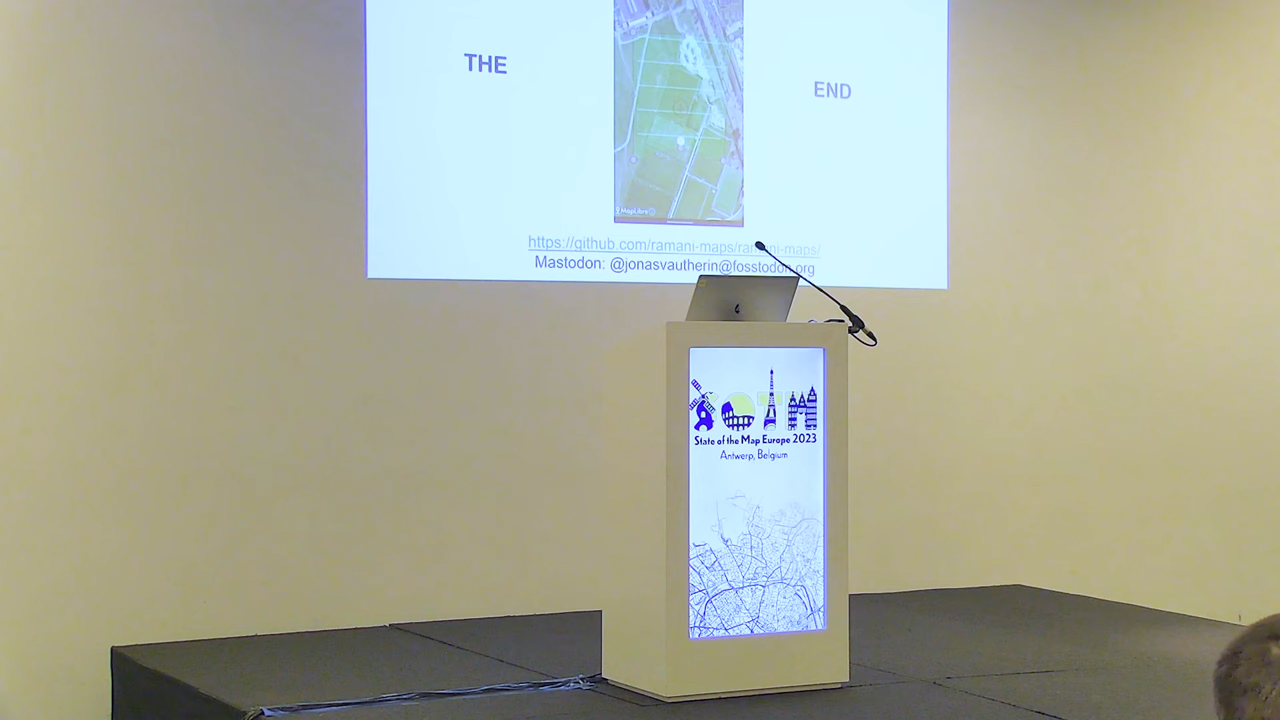 THE
END
MapLibre
https://github.com/ramani-maps/ramani-maps/
Mastodon: @jonasvautherin@fosstodon.org
SOTM
State of the Map Europe 2023
Antwerp, Belgium